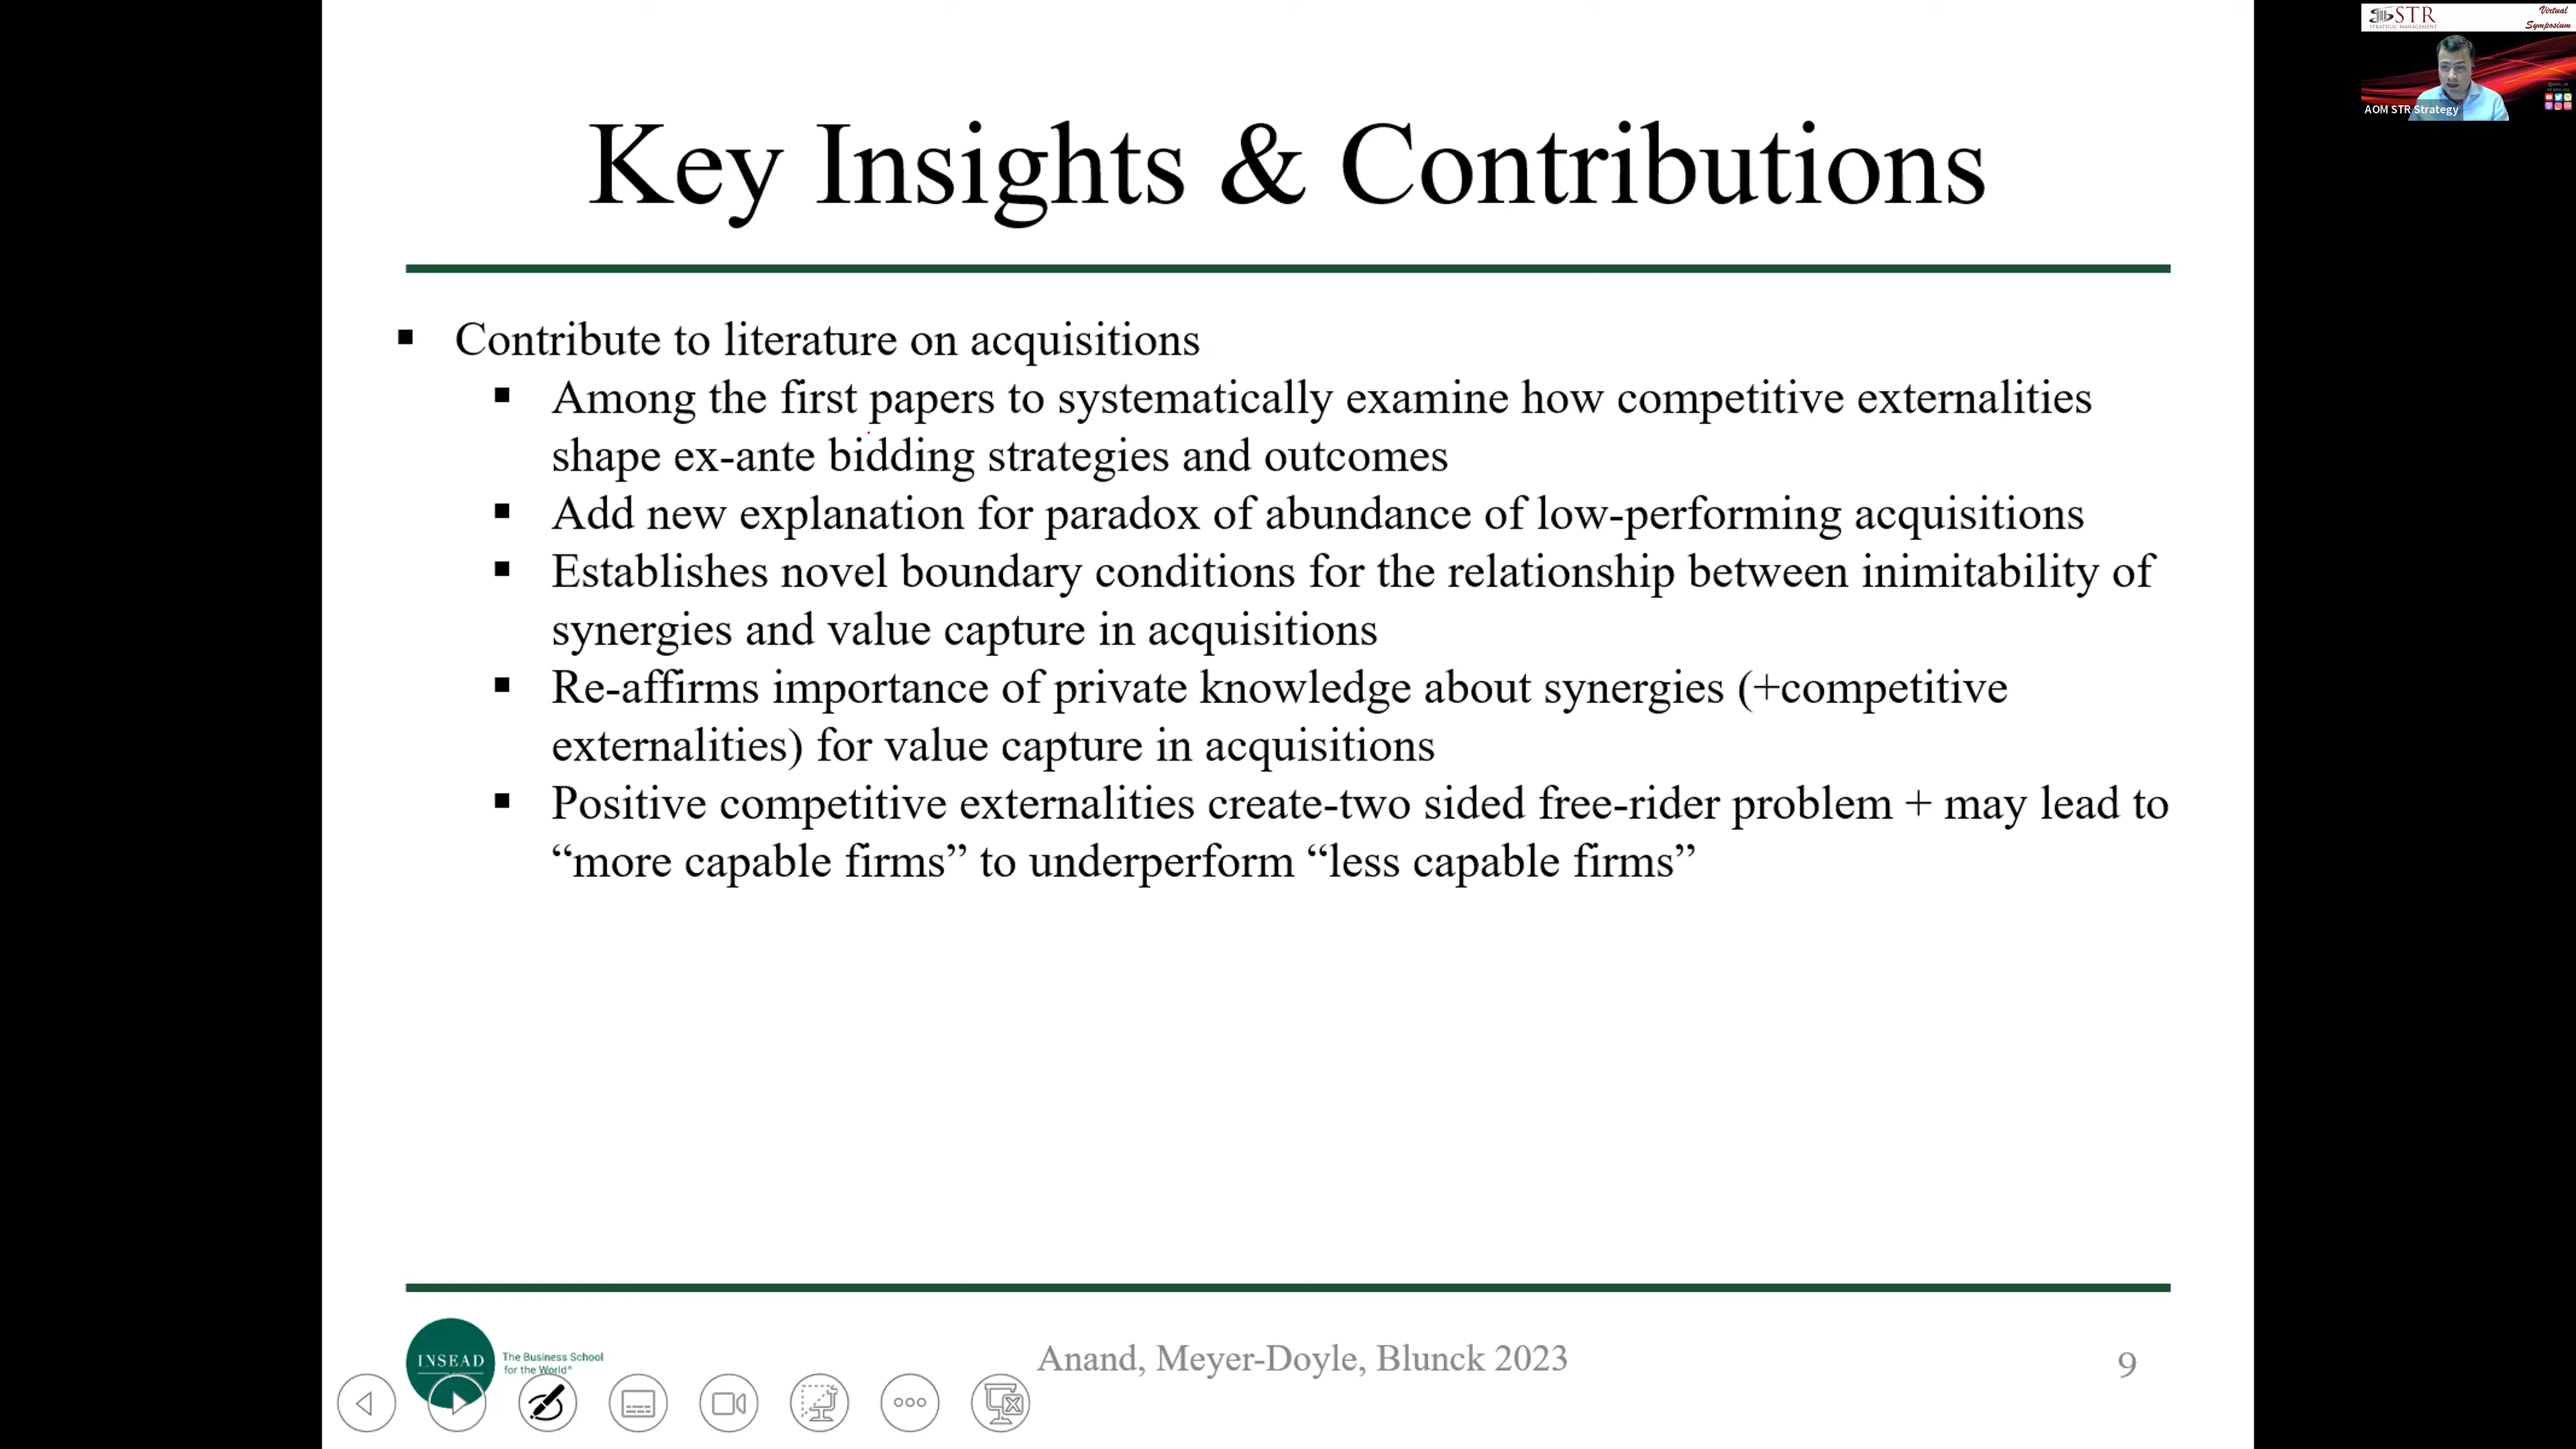 STR
STRATEGIC MANAGEMENT
Virtual
Symposium
AOM STR Strategy
Key Insights & Contributions
Contribute to literature on acquisitions
Among the first papers to systematically examine how competitive externalities
shape ex-ante bidding strategies and outcomes
Add new explanation for paradox of abundance of low-performing acquisitions
Establishes novel boundary conditions for the relationship between inimitability of
synergies and value capture in acquisitions
Re-affirms importance of private knowledge about synergies (+competitive
externalities) for value capture in acquisitions
Positive competitive externalities create-two sided free-rider problem + may lead to
“more capable firms” to underperform “less capable firms”
INSEAD
The Business School
for the World®
Anand, Meyer-Doyle, Blunck 2023
9